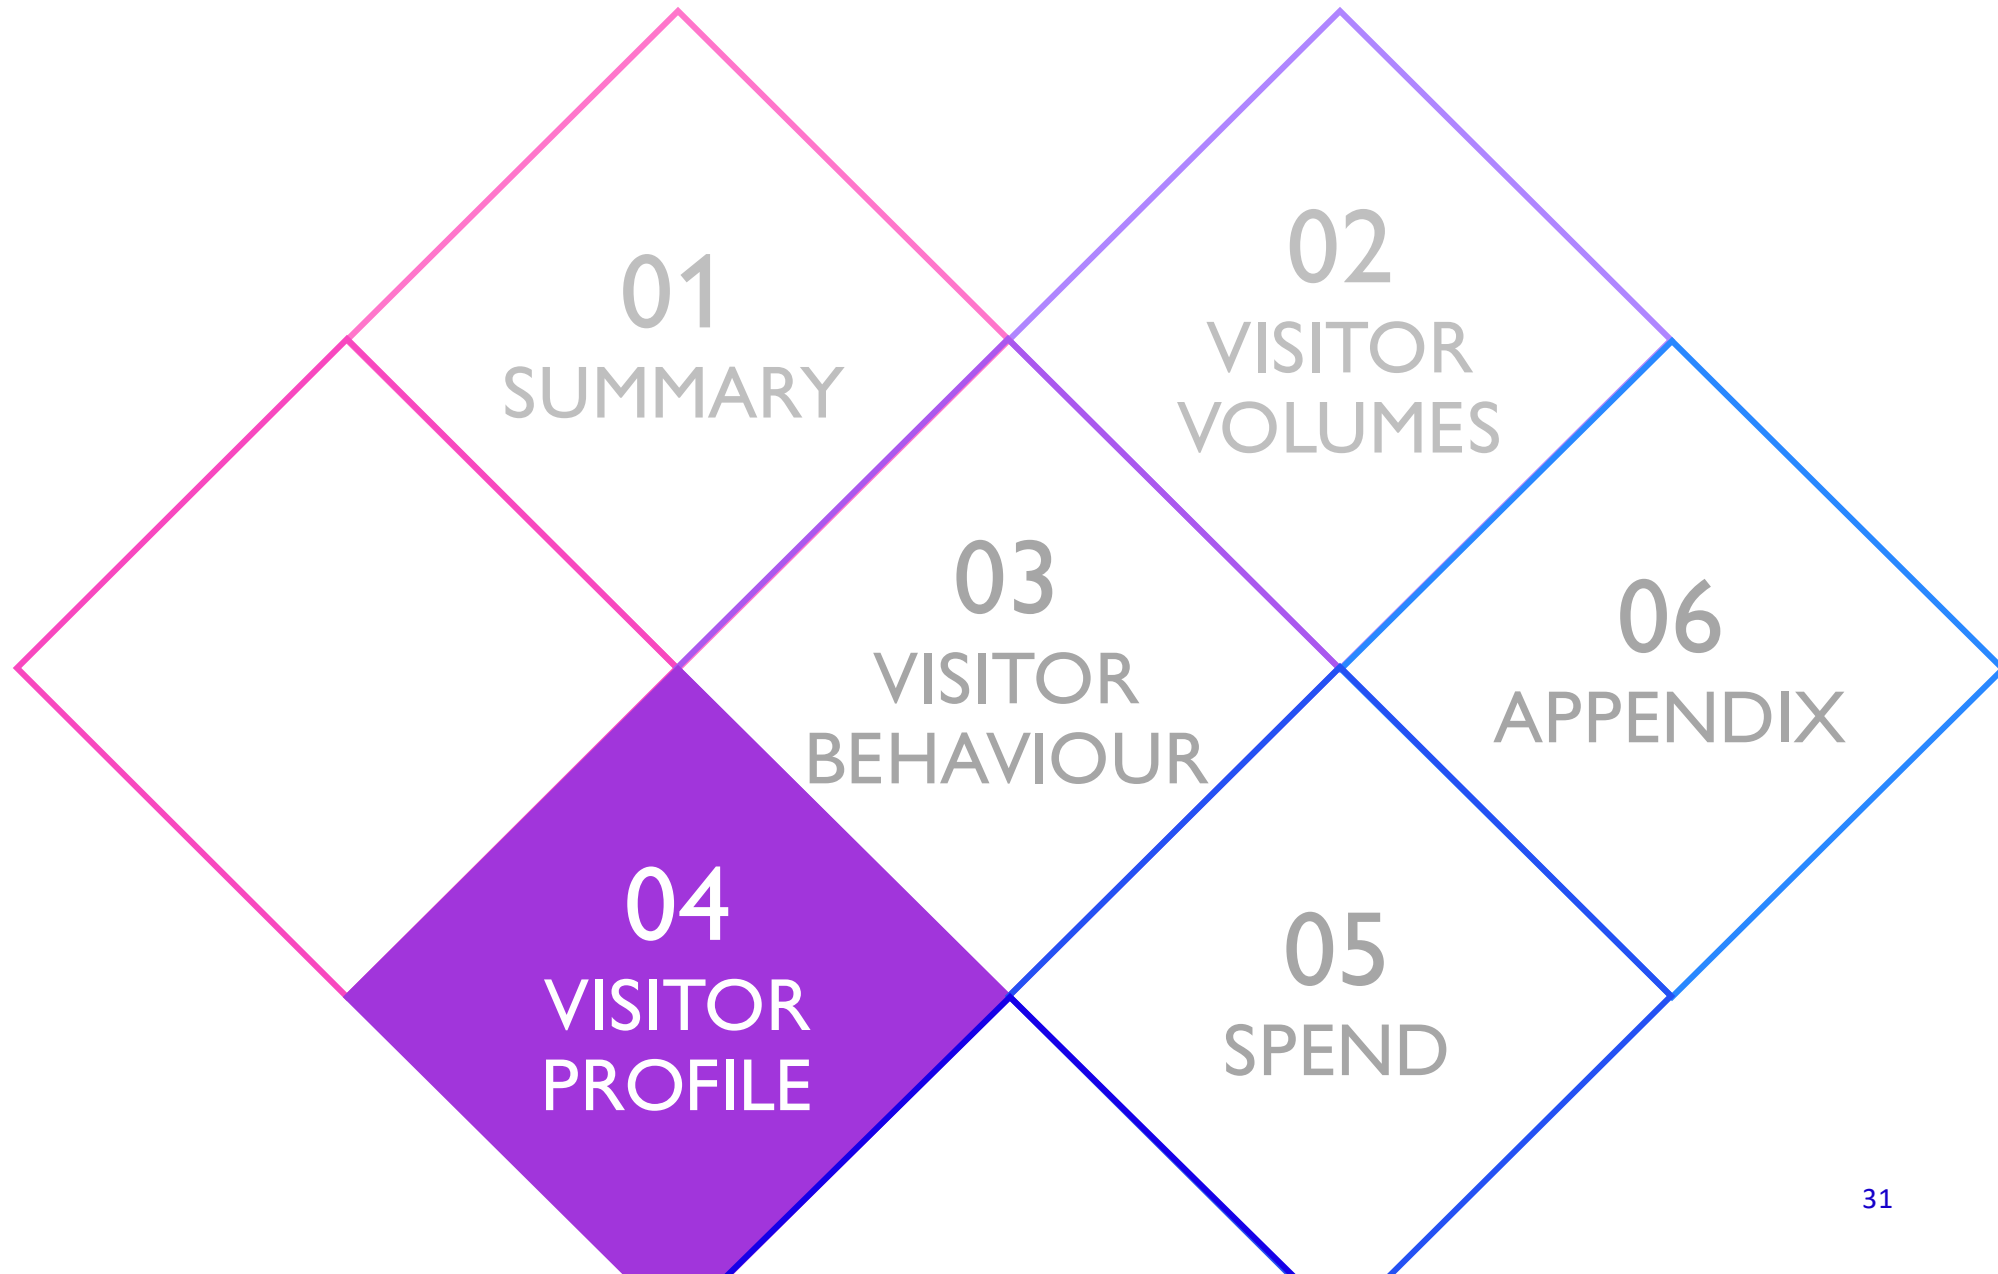 01
SUMMARY
02
VISITOR
VOLUMES
03
VISITOR
BEHAVIOUR
04
VISITOR
PROFILE
05
SPEND
06
APPENDIX
31